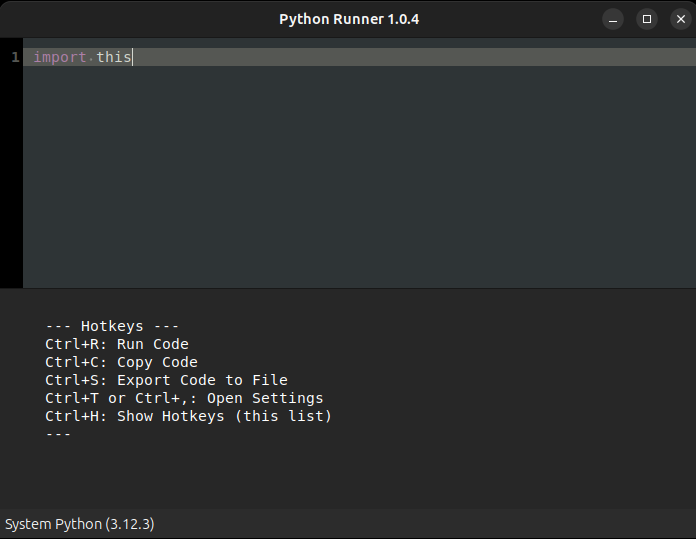 Python Runner 1.0.4
1 import this
--- Hotkeys ---
Ctrl+R: Run Code
Ctrl+C: Copy Code
Ctrl+S: Export Code to File
Ctrl+T or Ctrl+,: Open Settings
Ctrl+H: Show Hotkeys (this list)
---
System Python (3.12.3)